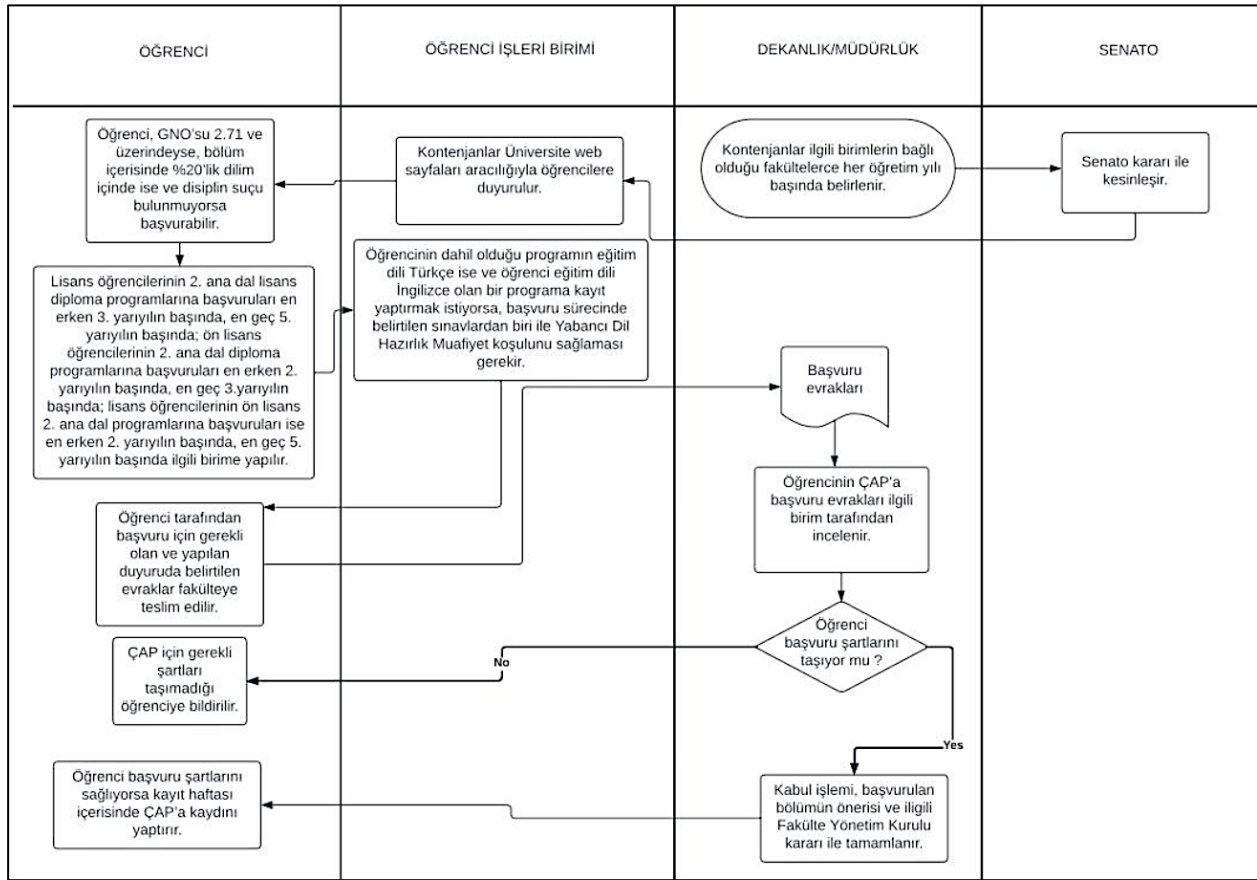 ÖĞRENCİ
ÖĞRENCİ İŞLERİ BİRİMİ
DEKANLIK/MÜDÜRLÜK
SENATO
Kontenjanlar ilgili birimlerin bağlı
olduğu fakültelerce her öğretim yılı
başında belirlenir.
Senato kararı ile
kesinleşir.
Kontenjanlar Üniversite web
sayfaları aracılığıyla öğrencilere
duyurulur.
Öğrenci, GNO'su 2.71 ve
üzerindeyse, bölüm
içerisinde %20'lik dilim
içinde ise ve disiplin suçu
bulunmuyorsa
başvurabilir.
Lisans öğrencilerinin 2. ana dal lisans
diploma programlarına başvuruları en
erken 3. yarıyılın başında, en geç 5.
yarıyılın başında; ön lisans
öğrencilerinin 2. ana dal diploma
programlarına başvuruları en erken 2.
yarıyılın başında, en geç 3.yarıyılın
başında; lisans öğrencilerinin ön lisans
2. ana dal programlarına başvuruları ise
en erken 2. yarıyılın başında, en geç 5.
yarıyılın başında ilgili birime yapılır.
Öğrencinin dahil olduğu programın eğitim
dili Türkçe ise ve öğrenci eğitim dili
İngilizce olan bir programa kayıt
yaptırmak istiyorsa, başvuru sürecinde
belirtilen sınavlardan biri ile Yabancı Dil
Hazırlık Muafiyet koşulunu sağlaması
gerekir.
Öğrenci tarafından
başvuru için gerekli
olan ve yapılan
duyuruda belirtilen
evraklar fakülteye
teslim edilir.
Başvuru
evrakları
Öğrencinin ÇAP'a
başvuru evrakları ilgili
birim tarafından
incelenir.
Öğrenci
başvuru şartlarını
taşıyor mu ?
No
ÇAP için gerekli
şartları
taşımadığı
öğrenciye bildirilir.
Yes
Kabul işlemi, başvurulan
bölümün önerisi ve iligili
Fakülte Yönetim Kurulu
kararı ile tamamlanır.
Öğrenci başvuru şartlarını
sağlıyorsa kayıt haftası
içerisinde ÇAP'a kaydını
yaptırır.